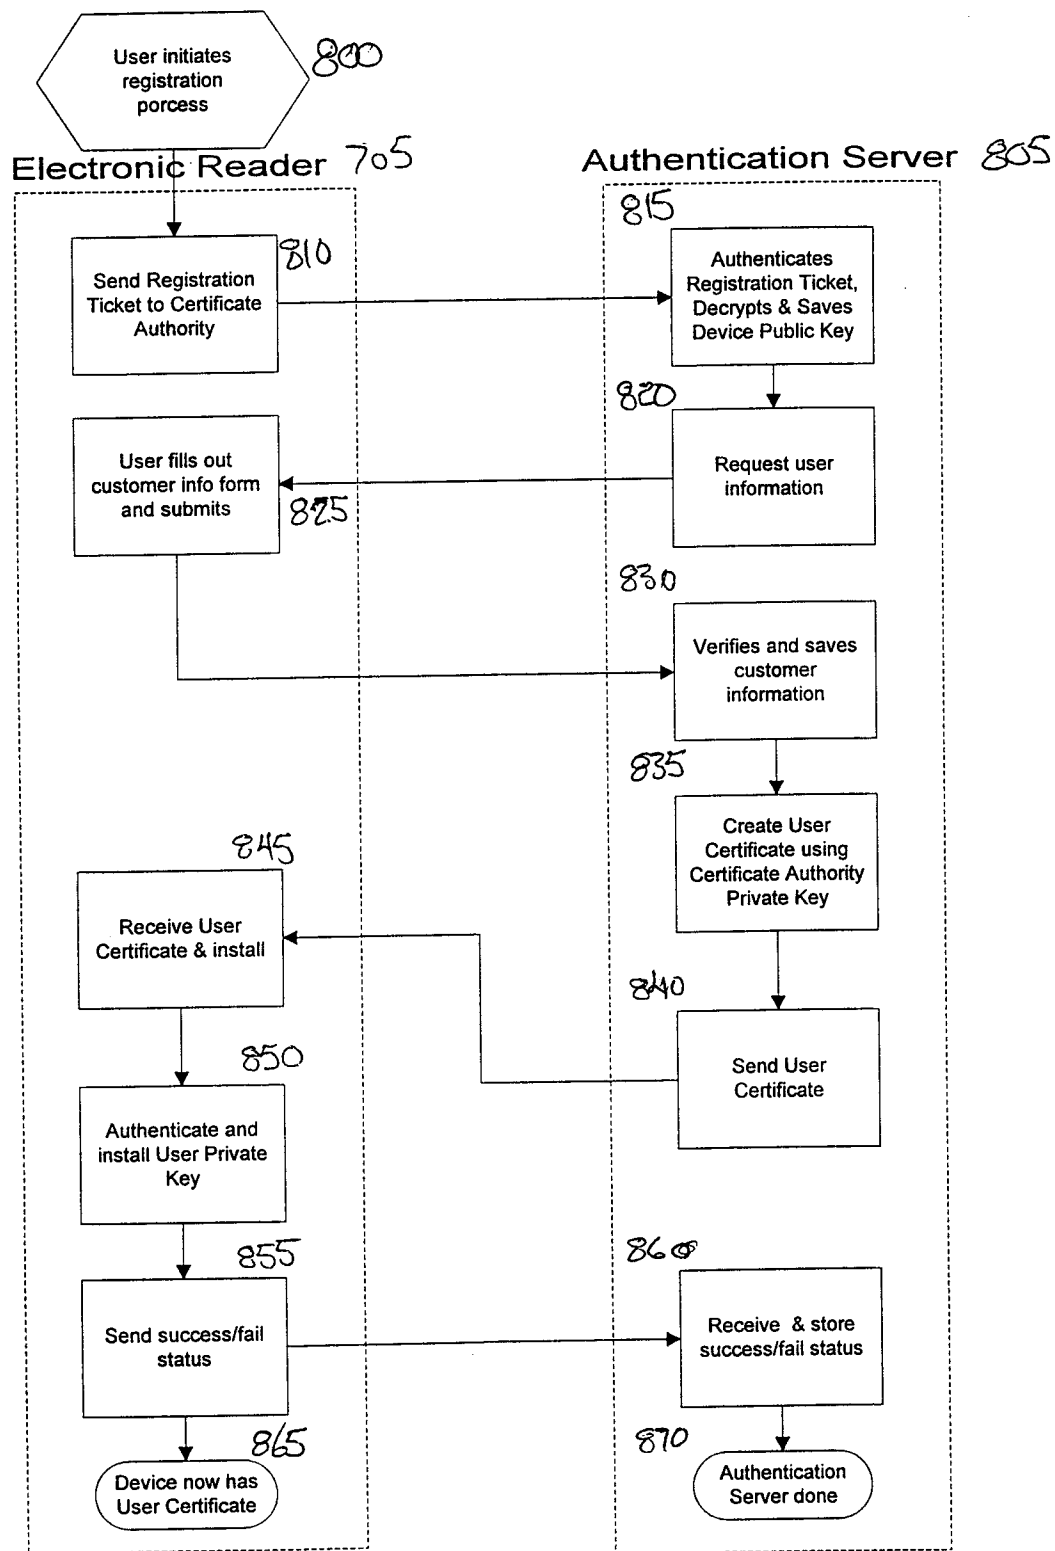 User initiates
registration
porcess
800
Electronic Reader 705
Authentication Server 805
810
Send Registration
Ticket to Certificate
Authority
815
Authenticates
Registration Ticket,
Decrypts & Saves
Device Public Key
820
Request user
information
User fills out
customer info form
and submits
825
830
Verifies and saves
customer
information
835
Create User
Certificate using
Certificate Authority
Private Key
840
Send User
Certificate
845
Receive User
Certificate & install
850
Authenticate and
install User Private
Key
855
Send success/fail
status
860
Receive & store
success/fail status
865
Device now has
User Certificate
870
Authentication
Server done